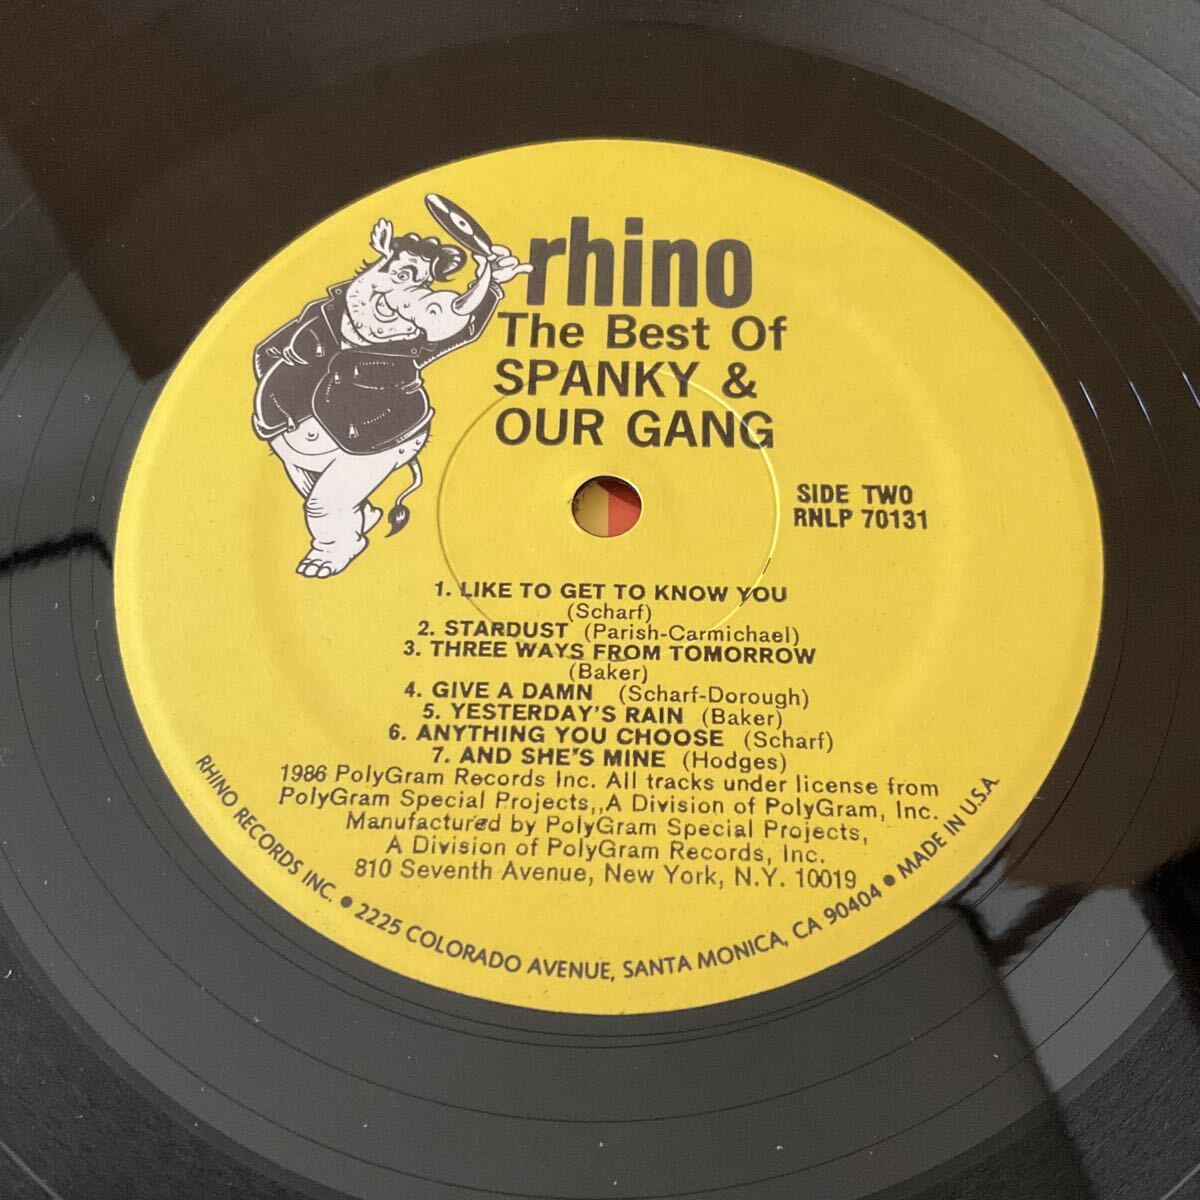 rhino
The Best Of
SPANKY &
OUR GANG
SIDE TWO
RNLP 70131
1. LIKE TO GET TO KNOW YOU
(Scharf)
2. STARDUST (Parish-Carmichael)
3. THREE WAYS FROM TOMORROW
(Baker)
4. GIVE A DAMN (Scharf-Dorough)
5. YESTERDAY'S RAIN (Baker)
6. ANYTHING YOU CHOOSE (Scharf)
7. AND SHE'S MINE (Hodges)
1986 PolyGram Records Inc. All tracks under license from
PolyGram Special Projects,,A Division of PolyGram, Inc.
Manufactured by PolyGram Special Projects,
A Division of PolyGram Records, Inc.
810 Seventh Avenue, New York, N.Y. 10019
RHINO RECORDS INC. • 2225 COLORADO AVENUE, SANTA MONICA, CA 90404 • MADE IN U.S.A.